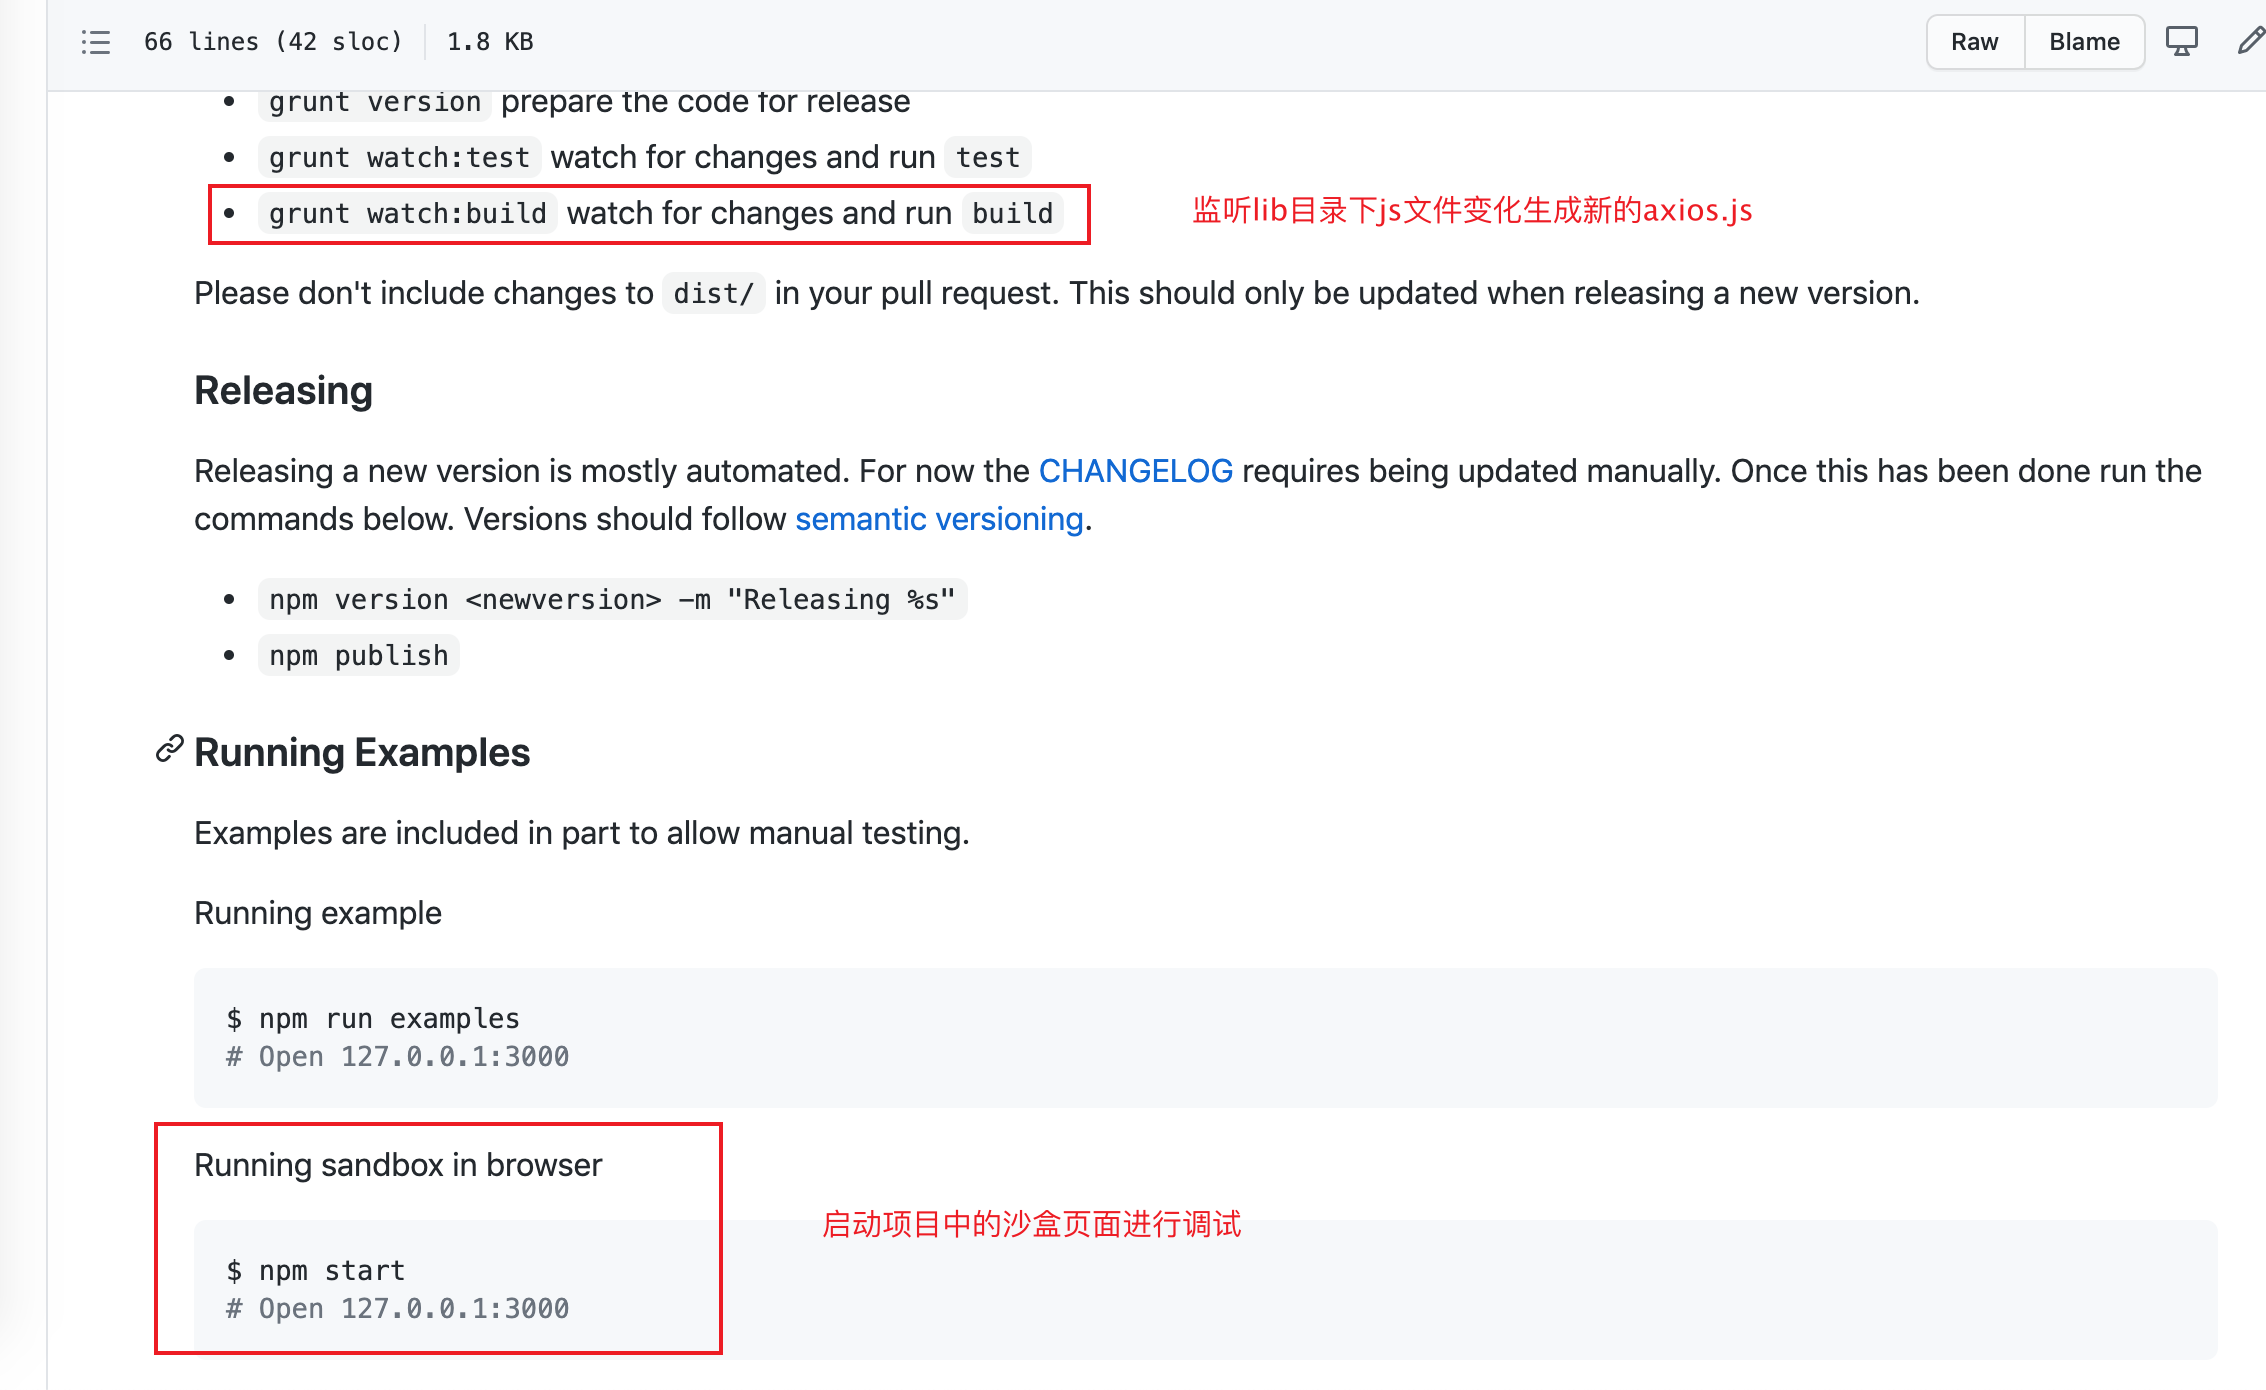 66 lines (42 sloc) 1.8 KB Raw Blame
grunt version prepare the code for release
grunt watch:test watch for changes and run test
grunt watch:build watch for changes and run build 监听lib目录下js文件变化生成新的axios.js
Please don't include changes to dist/ in your pull request. This should only be updated when releasing a new version.
Releasing
Releasing a new version is mostly automated. For now the CHANGELOG requires being updated manually. Once this has been done run the
commands below. Versions should follow semantic versioning.
npm version <newversion> -m "Releasing %s"
npm publish
Running Examples
Examples are included in part to allow manual testing.
Running example
$ npm run examples
# Open 127.0.0.1:3000
Running sandbox in browser
启动项目中的沙盒页面进行调试
$ npm start
# Open 127.0.0.1:3000